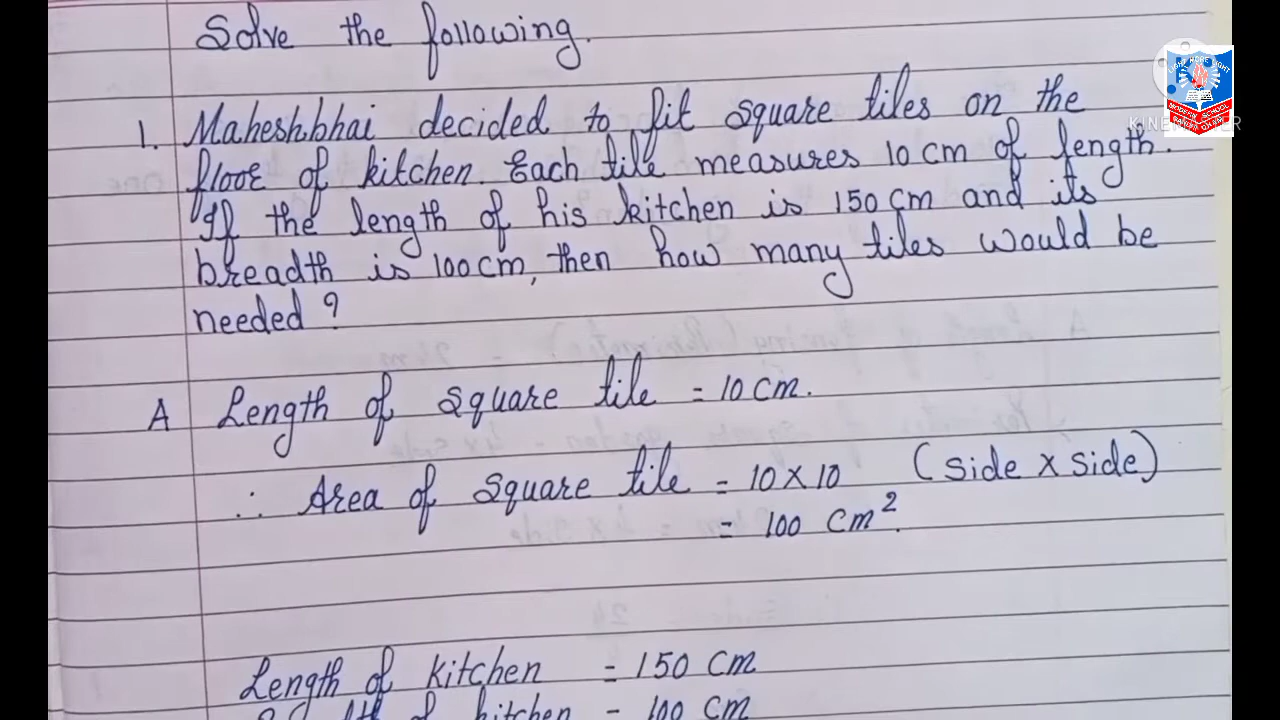 Solve the following.
1. Maheshbhai decided to fit square tiles on the
floor of kitchen. Each tile measures 10 cm of length.
If the length of his kitchen is 150 cm and its
breadth is 100 cm, then how many tiles would be
needed?
A Length of square tile = 10 cm.
∴ Area of square tile = 10 × 10 (side × side)
= 100 cm².
Length of kitchen = 150 cm
kitchen = 100 cm